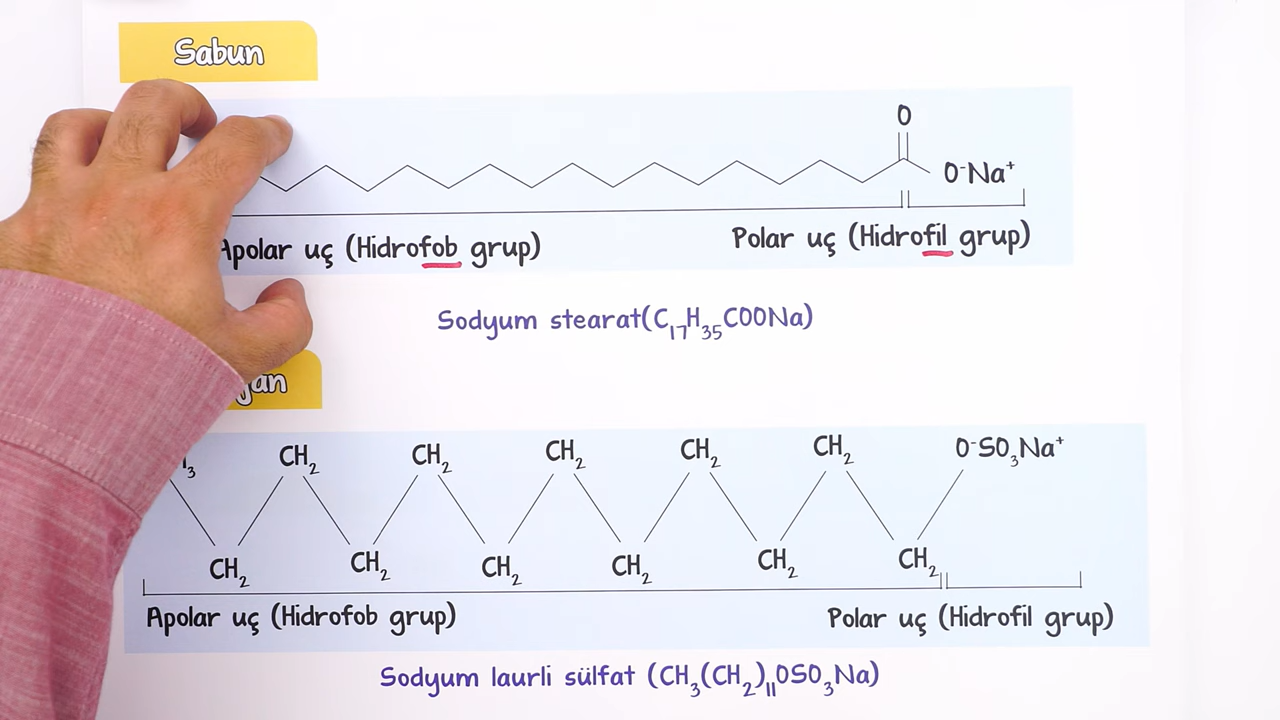 Sabun
O
O⁻Na⁺
Apolar uç (Hidrofob grup)
Polar uç (Hidrofil grup)
Sodyum stearat(C₁₇H₃₅COONa)
CH₂ CH₂ CH₂ CH₂ CH₂ O⁻SO₃Na⁺
CH₂ CH₂ CH₂ CH₂ CH₂ CH₂
Apolar uç (Hidrofob grup)
Polar uç (Hidrofil grup)
Sodyum laurli sülfat (CH₃(CH₂)₁₁OSO₃Na)